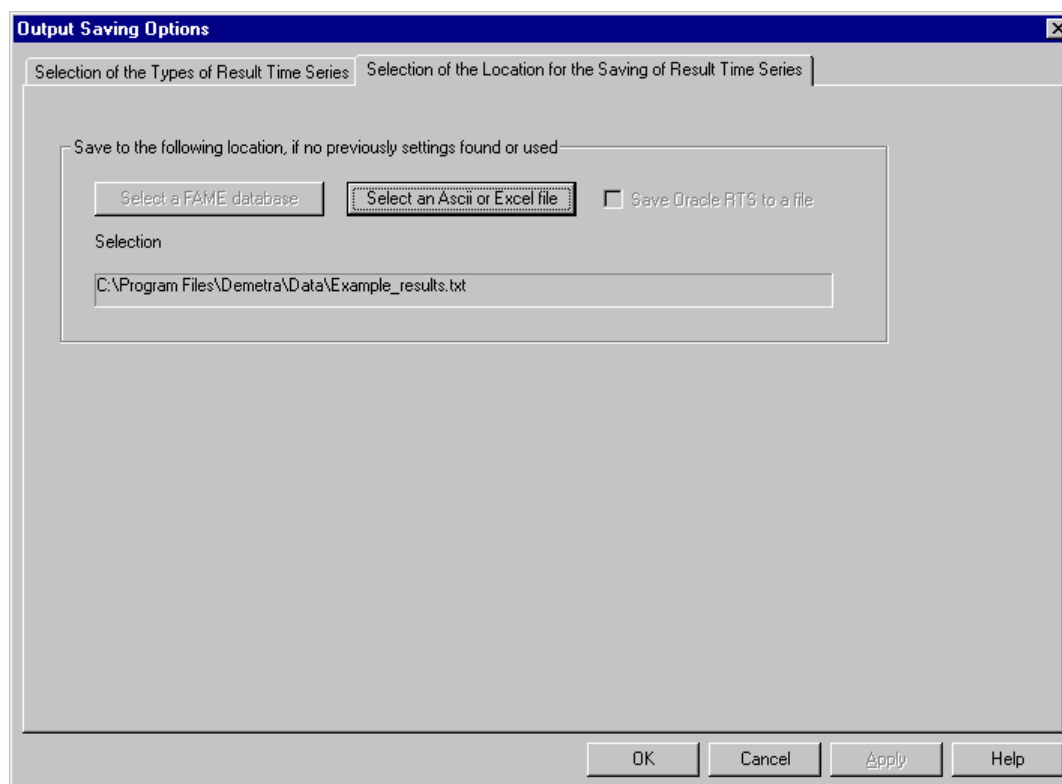 Output Saving Options
Selection of the Types of Result Time Series
Selection of the Location for the Saving of Result Time Series
Save to the following location, if no previously settings found or used
Select a FAME database
Select an Ascii or Excel file
Save Oracle RTS to a file
Selection
C:\Program Files\Demetra\Data\Example_results.txt
OK
Cancel
Apply
Help